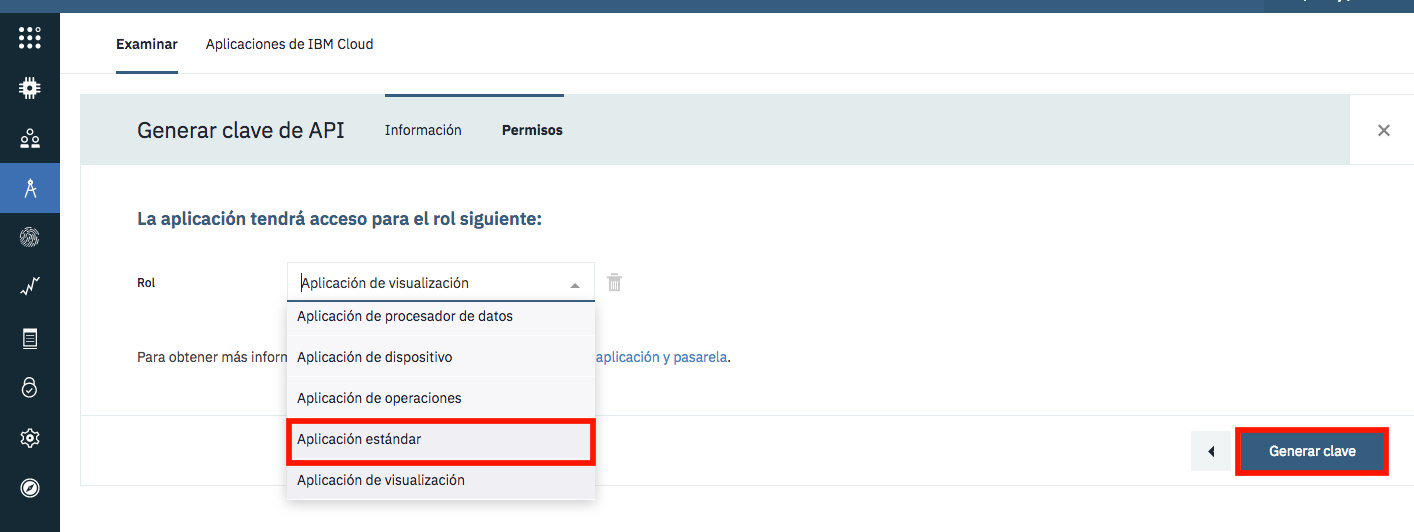 Examinar Aplicaciones de IBM Cloud
Generar clave de API Información Permisos
La aplicación tendrá acceso para el rol siguiente:
Rol Aplicación de visualización
Aplicación de procesador de datos
Para obtener más inform aplicación y pasarela.
Aplicación de dispositivo
Aplicación de operaciones
Aplicación estándar
Generar clave
Aplicación de visualización